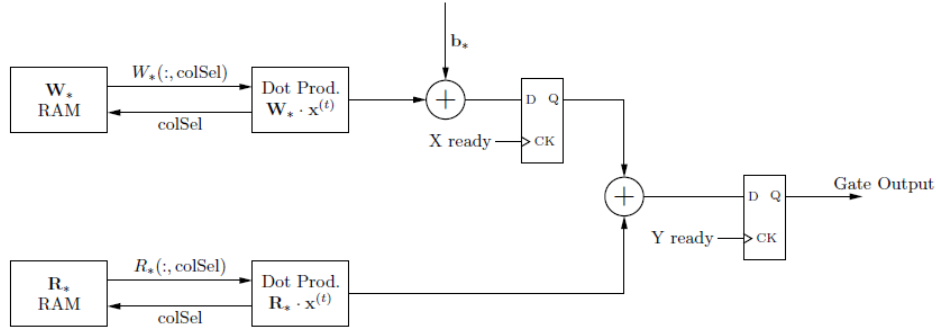 b*
W* RAM
W*(:, colSel)
colSel
Dot Prod.
W* · x^(t)
+
D Q
X ready
CK
+
D Q
Gate Output
Y ready
CK
R* RAM
R*(:, colSel)
colSel
Dot Prod.
R* · x^(t)